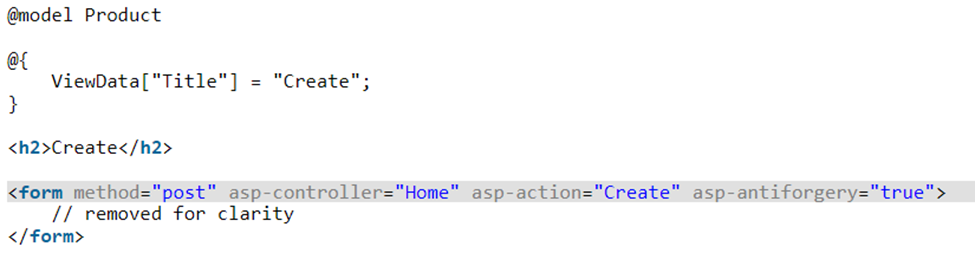 @model Product
@{
    ViewData["Title"] = "Create";
}
<h2>Create</h2>
<form method="post" asp-controller="Home" asp-action="Create" asp-antiforgery="true">
    // removed for clarity
</form>